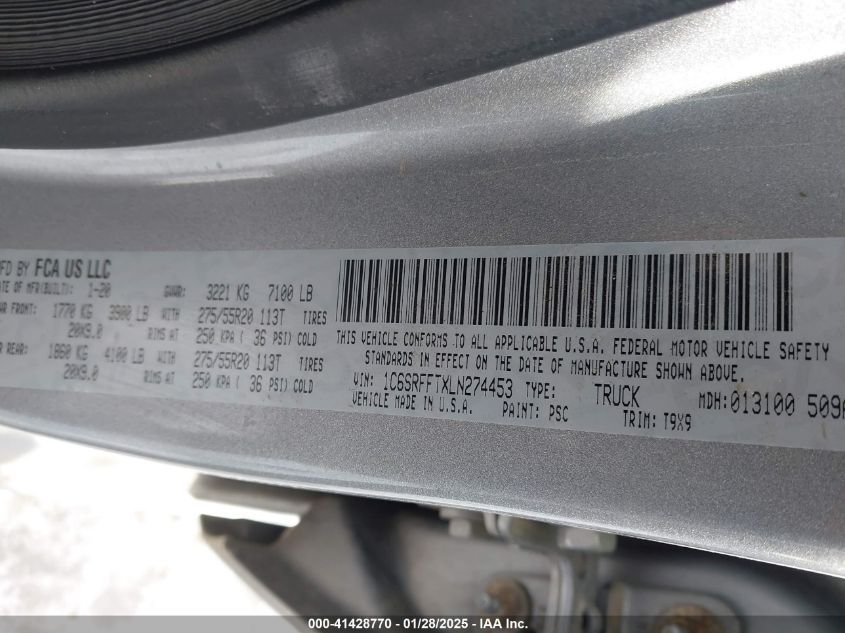 MFD BY FCA US LLC
DATE OF MFR(BUILT): 1-20 GVWR: 3221 KG 7100 LB
FRONT: 1770 KG 3900 LB WITH 275/55R20 113T TIRES
20X9.0 RIMS AT 250 KPA ( 36 PSI) COLD
REAR: 1860 KG 4100 LB WITH 275/55R20 113T TIRES
20X9.0 RIMS AT 250 KPA ( 36 PSI) COLD
THIS VEHICLE CONFORMS TO ALL APPLICABLE U.S.A. FEDERAL MOTOR VEHICLE SAFETY
STANDARDS IN EFFECT ON THE DATE OF MANUFACTURE SHOWN ABOVE.
VIN: 1C6SRFFTXLN274453 TYPE: TRUCK MDH: 013100 509
VEHICLE MADE IN U.S.A. PAINT: PSC TRIM: T9X9
000-41428770 - 01/28/2025 - IAA Inc.